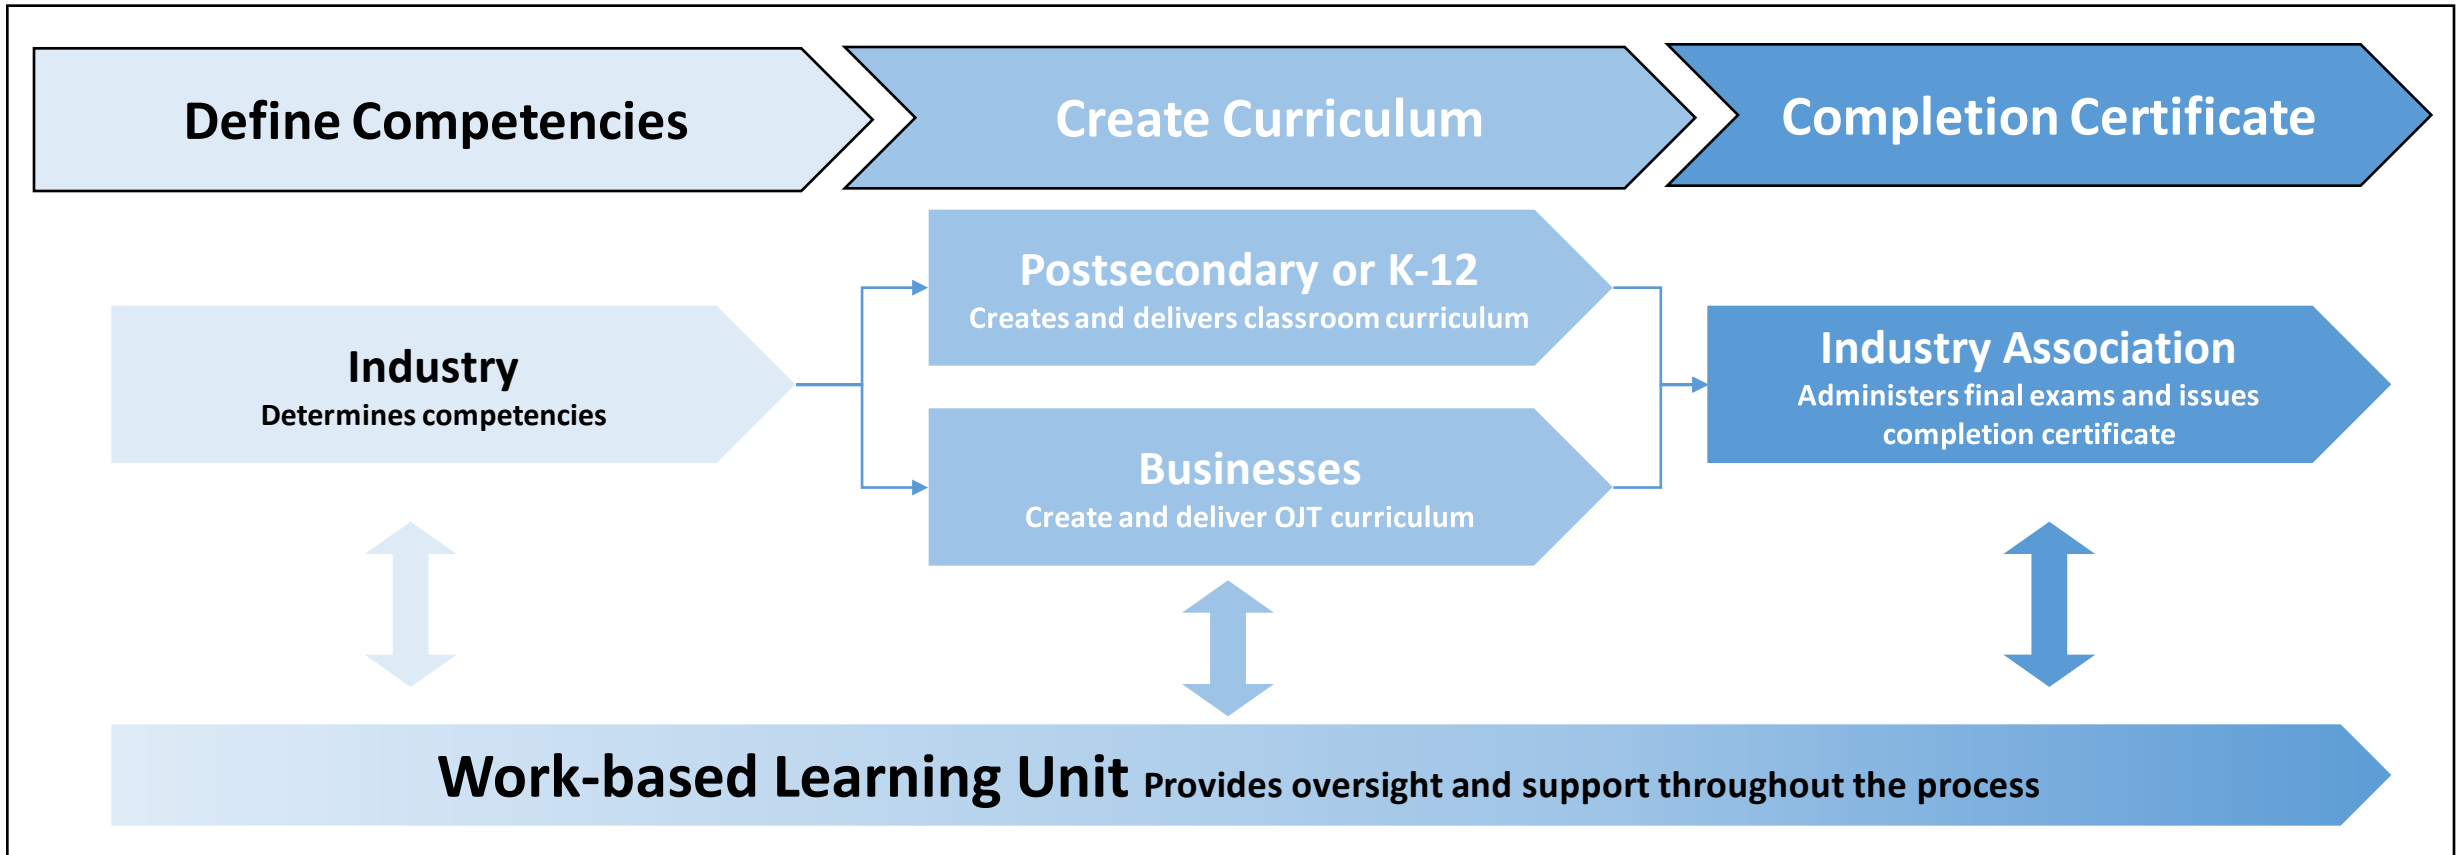 Define Competencies
Create Curriculum
Completion Certificate
Postsecondary or K-12
Creates and delivers classroom curriculum
Industry
Determines competencies
Industry Association
Administers final exams and issues
completion certificate
Businesses
Create and deliver OJT curriculum
Work-based Learning Unit Provides oversight and support throughout the process